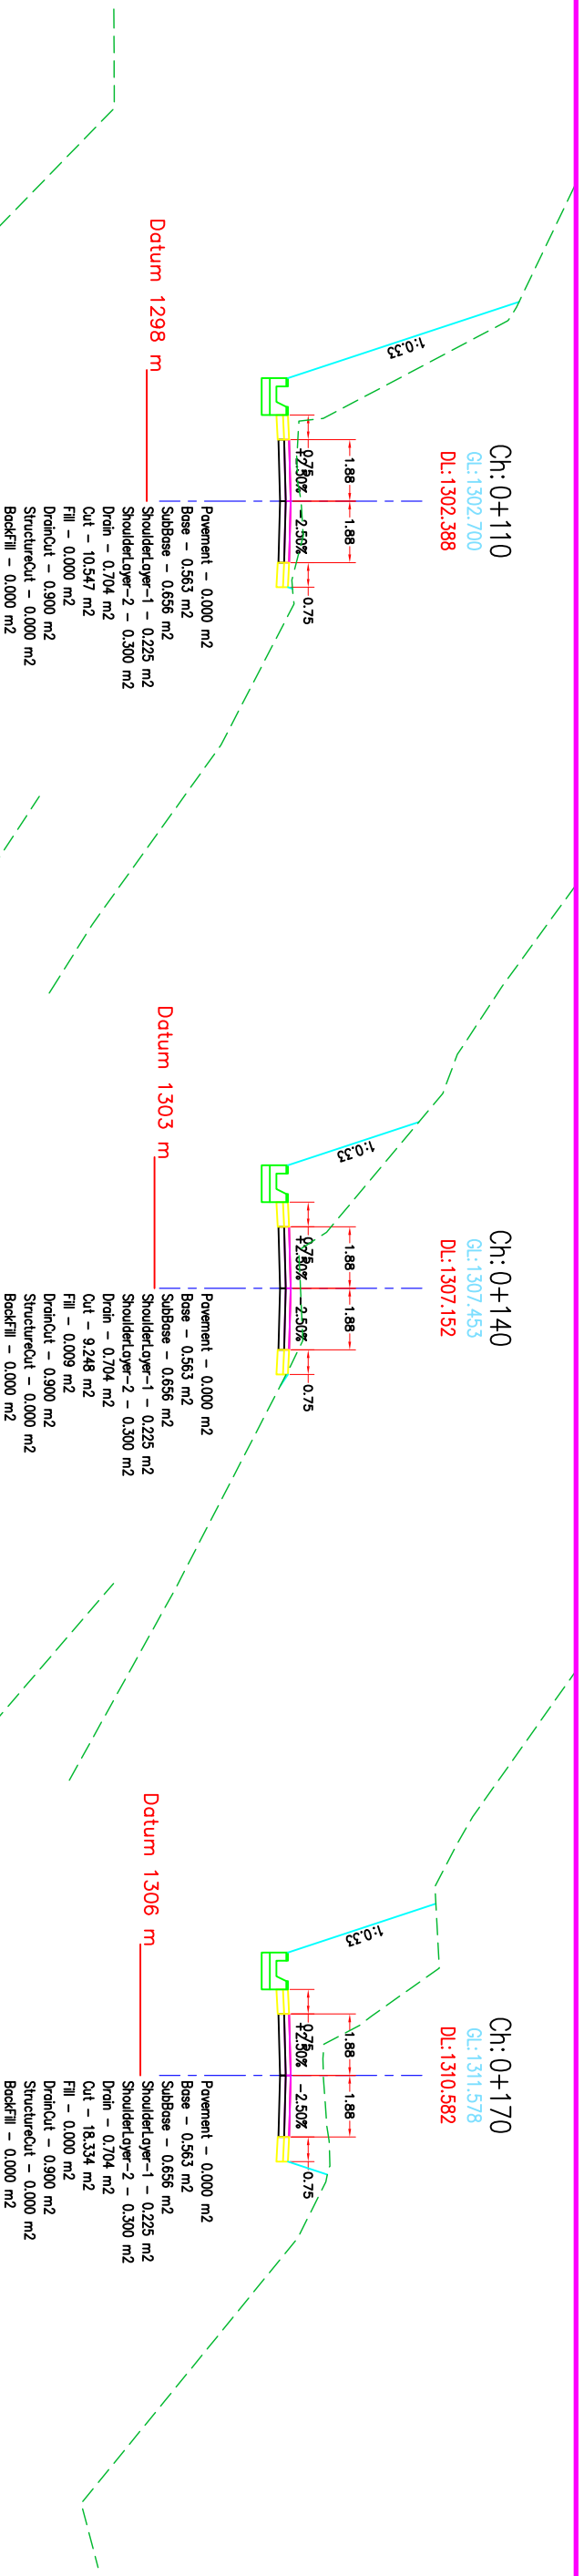 Ch: 0+110
GL:1302.700
DL:1302.388
1:0.33
1.88
1.88
0.75
0.75
+2.50%
-2.50%
Datum 1298 m
Pavement - 0.000 m2
Base - 0.563 m2
SubBase - 0.656 m2
ShoulderLayer-1 - 0.225 m2
ShoulderLayer-2 - 0.300 m2
Drain - 0.704 m2
Cut - 10.547 m2
Fill - 0.000 m2
DrainCut - 0.900 m2
StructureCut - 0.000 m2
BackFill - 0.000 m2
Ch: 0+140
GL:1307.453
DL:1307.152
1:0.33
1.88
1.88
0.75
0.75
+2.50%
-2.50%
Datum 1303 m
Pavement - 0.000 m2
Base - 0.563 m2
SubBase - 0.656 m2
ShoulderLayer-1 - 0.225 m2
ShoulderLayer-2 - 0.300 m2
Drain - 0.704 m2
Cut - 9.248 m2
Fill - 0.009 m2
DrainCut - 0.900 m2
StructureCut - 0.000 m2
BackFill - 0.000 m2
Ch: 0+170
GL:1311.578
DL:1310.582
1:0.33
1.88
1.88
0.75
0.75
+2.50%
-2.50%
Datum 1306 m
Pavement - 0.000 m2
Base - 0.563 m2
SubBase - 0.656 m2
ShoulderLayer-1 - 0.225 m2
ShoulderLayer-2 - 0.300 m2
Drain - 0.704 m2
Cut - 18.334 m2
Fill - 0.000 m2
DrainCut - 0.900 m2
StructureCut - 0.000 m2
BackFill - 0.000 m2